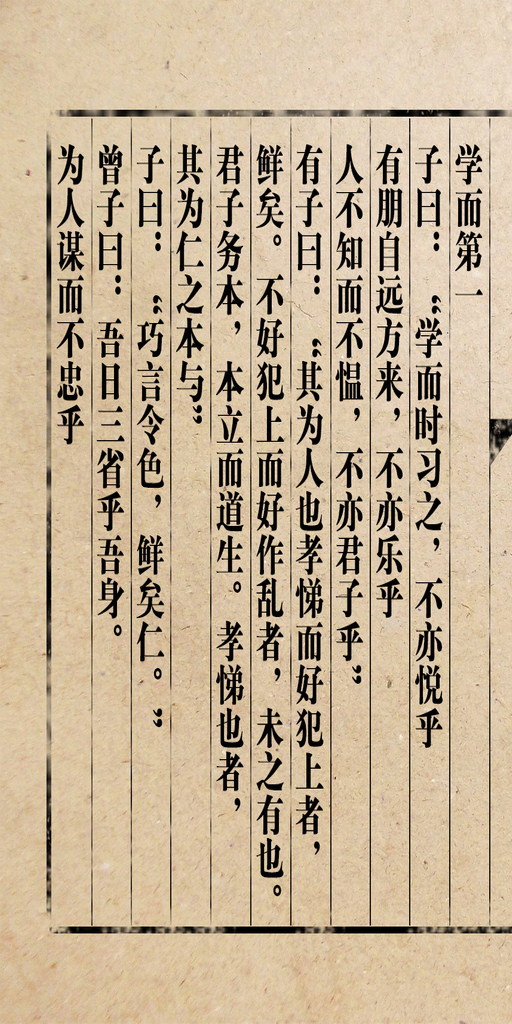 学而第一
子曰：“学而时习之，不亦悦乎
有朋自远方来，不亦乐乎
人不知而不愠，不亦君子乎”
有子曰：“其为人也孝悌而好犯上者，
鲜矣。不好犯上而好作乱者，未之有也。
君子务本，本立而道生。孝悌也者，
其为仁之本与”
子曰：“巧言令色，鲜矣仁。”
曾子曰：吾日三省乎吾身。
为人谋而不忠乎